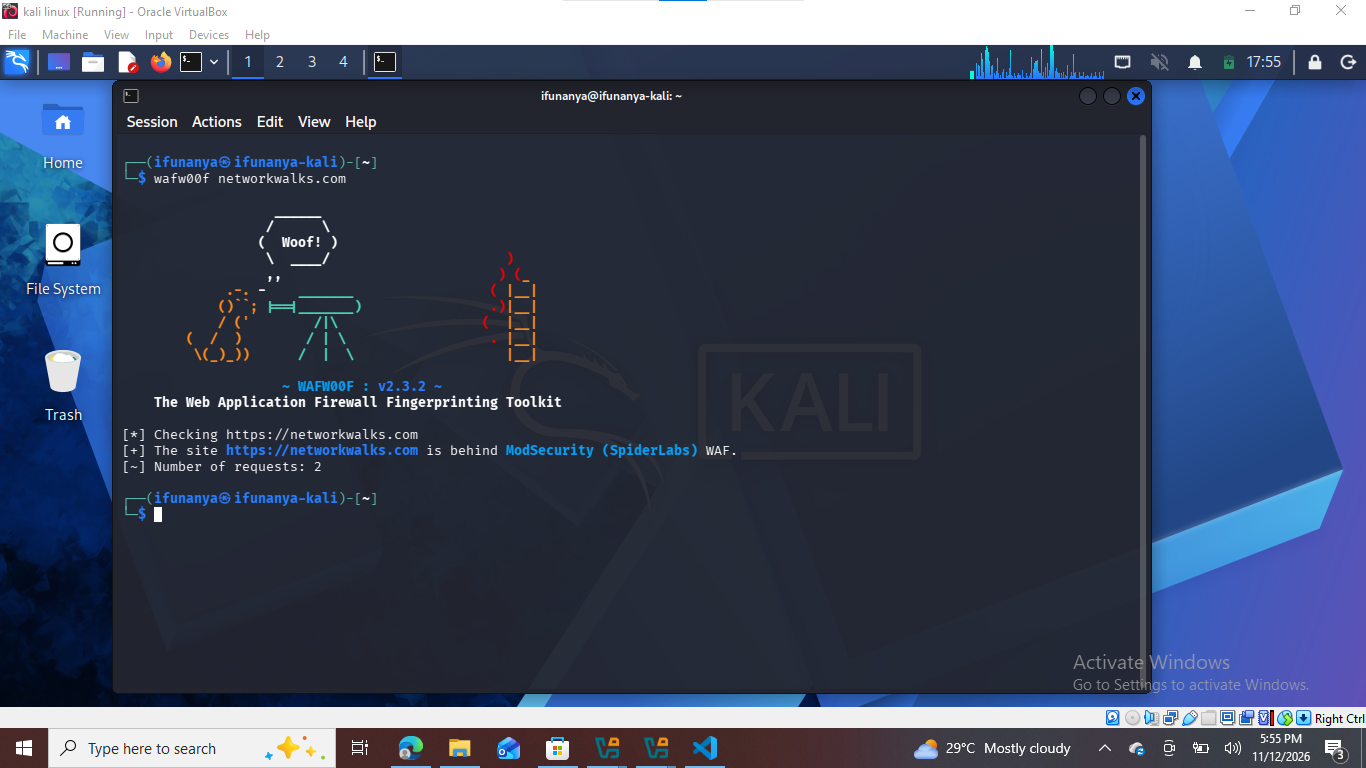 kali linux [Running] - Oracle VirtualBox
File Machine View Input Devices Help
1 2 3 4 17:55
ifunanya@ifunanya-kali: ~
Session Actions Edit View Help
Home
File System
Trash
┌──(ifunanya㉿ifunanya-kali)-[~]
└─$ wafw00f networkwalks.com
Woof!
~ WAFW00F : v2.3.2 ~
The Web Application Firewall Fingerprinting Toolkit
[*] Checking https://networkwalks.com
[+] The site https://networkwalks.com is behind ModSecurity (SpiderLabs) WAF.
[~] Number of requests: 2
┌──(ifunanya㉿ifunanya-kali)-[~]
└─$
KALI
Activate Windows
Go to Settings to activate Windows.
Right Ctrl
Type here to search
29°C Mostly cloudy
5:55 PM
11/12/2026
3